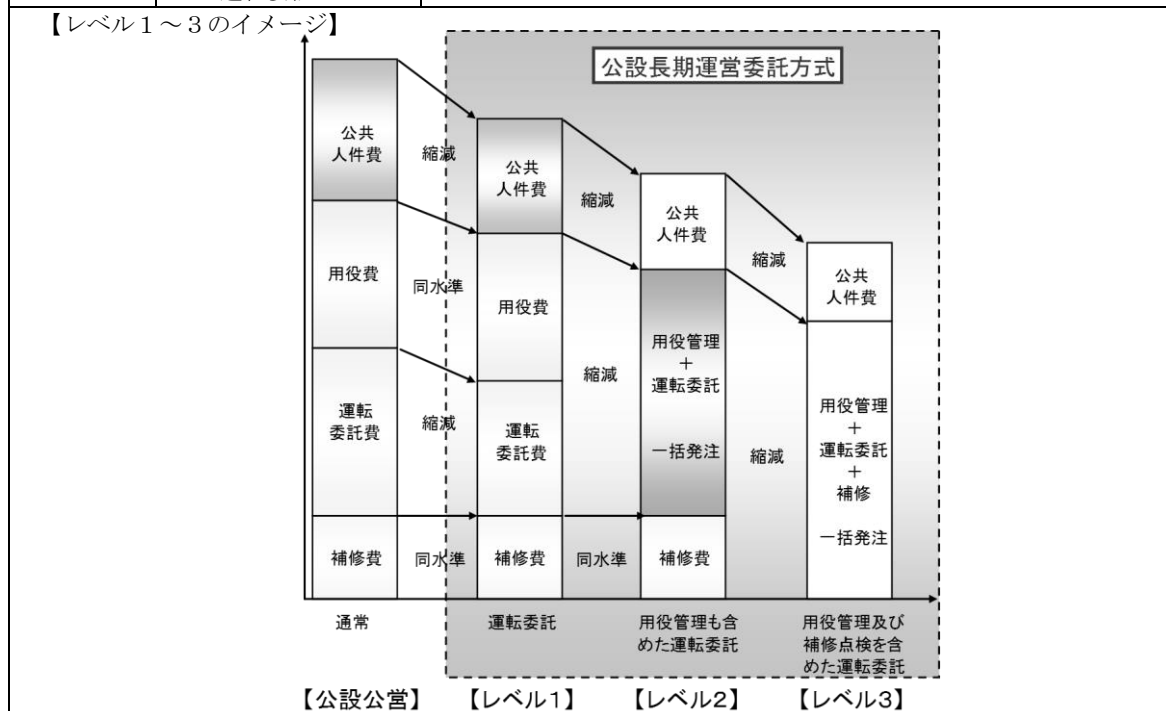 【レベル1~3のイメージ】
公設長期運営委託方式
公共
人件費
用役費
運転
委託費
補修費
縮減
同水準
縮減
同水準
公共
人件費
用役費
運転
委託費
補修費
縮減
縮減
同水準
公共
人件費
用役管理
+
運転委託
一括発注
補修費
縮減
縮減
公共
人件費
用役管理
+
運転委託
+
補修
一括発注
通常
運転委託
用役管理も含
めた運転委託
用役管理及び
補修点検を含
めた運転委託
【公設公営】
【レベル1】
【レベル2】
【レベル3】